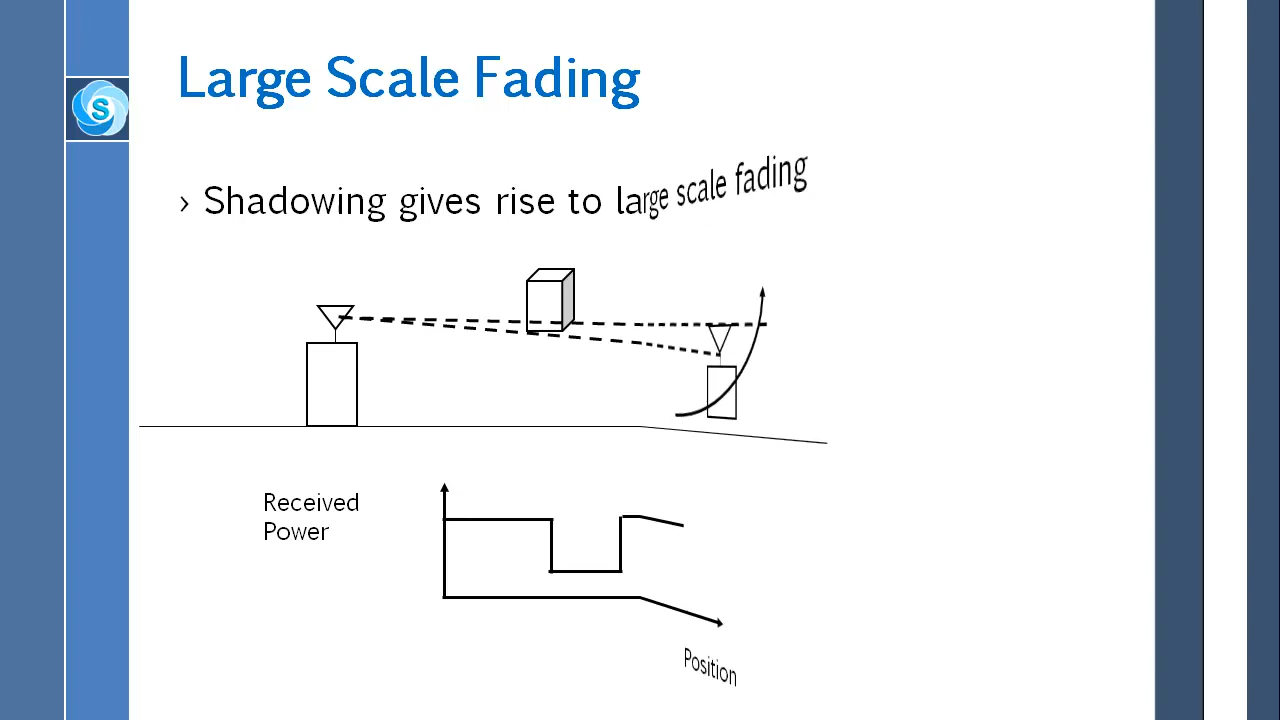 Large Scale Fading
S
› Shadowing gives rise to large scale fading
Received
Power
Position